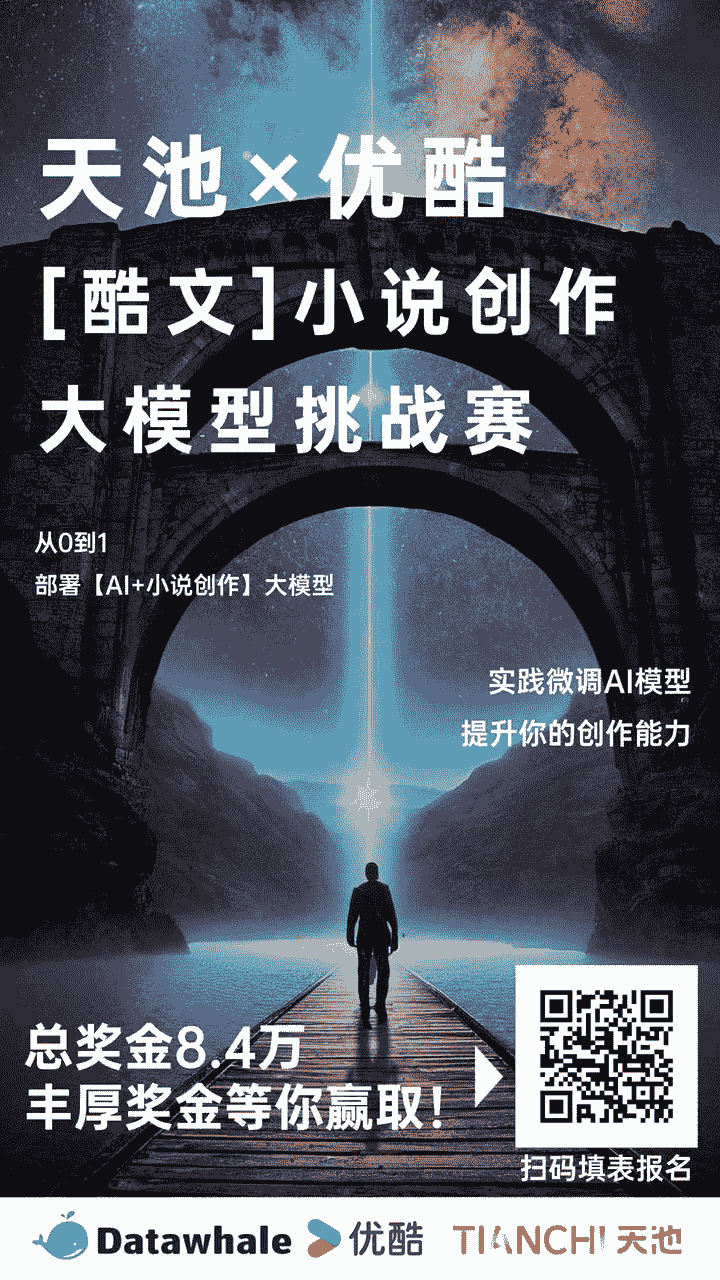 天池×优酷
[酷文]小说创作
大模型挑战赛
从0到1
部署【AI+小说创作】大模型
实践微调AI模型
提升你的创作能力
总奖金8.4万
丰厚奖金等你赢取!
扫码填表报名
Datawhale 优酷 TIANCHI 天池